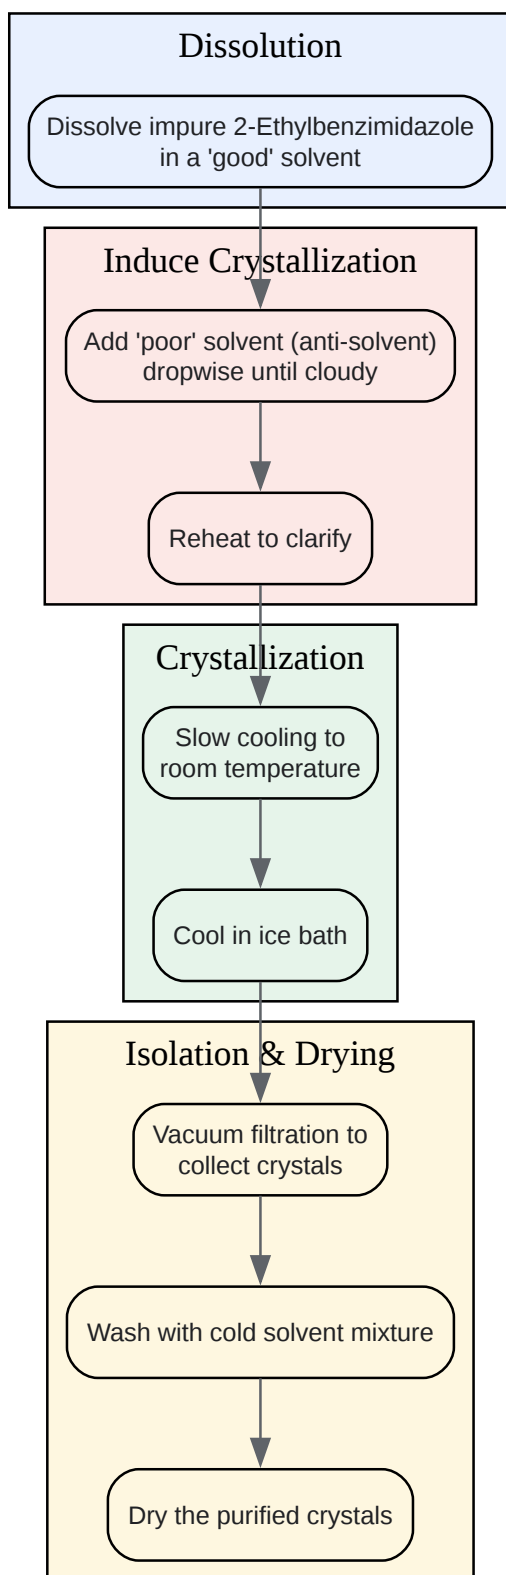 Dissolution
Dissolve impure 2-Ethylbenzimidazole
in a 'good' solvent
Induce Crystallization
Add 'poor' solvent (anti-solvent)
dropwise until cloudy
Reheat to clarify
Crystallization
Slow cooling to
room temperature
Cool in ice bath
Isolation & Drying
Vacuum filtration to
collect crystals
Wash with cold solvent mixture
Dry the purified crystals